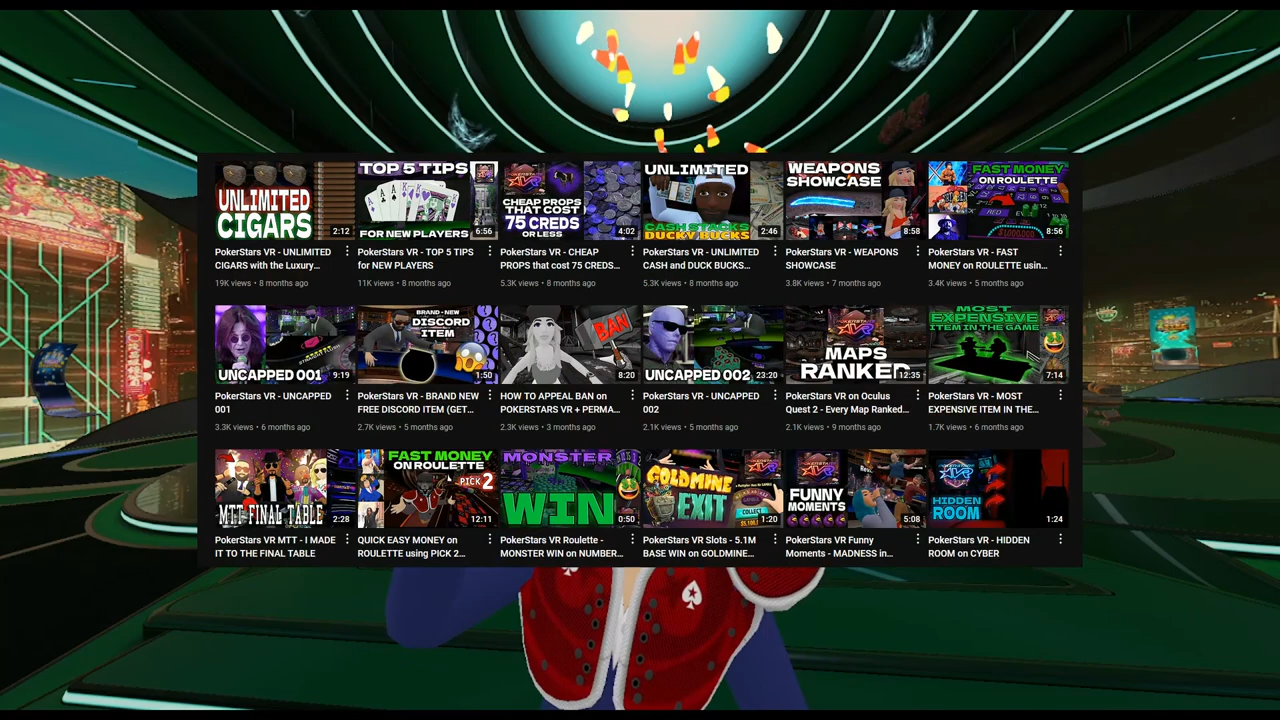 UNLIMITED
CIGARS
2:12
PokerStars VR - UNLIMITED
CIGARS with the Luxury...
19K views • 8 months ago
TOP 5 TIPS
FOR NEW PLAYERS
6:56
PokerStars VR - TOP 5 TIPS
for NEW PLAYERS
11K views • 8 months ago
CHEAP PROPS
THAT COST
75 CREDS
OR LESS
4:02
PokerStars VR - CHEAP
PROPS that cost 75 CREDS...
5.3K views • 8 months ago
UNLIMITED
CASH STACKS
DUCKY BUCKS
2:46
PokerStars VR - UNLIMITED
CASH and DUCK BUCKS...
5.3K views • 8 months ago
WEAPONS
SHOWCASE
8:58
PokerStars VR - WEAPONS
SHOWCASE
3.8K views • 7 months ago
FAST MONEY
ON ROULETTE
RED
8:56
PokerStars VR - FAST
MONEY on ROULETTE usin...
3.4K views • 5 months ago
UNCAPPED 001
9:19
PokerStars VR - UNCAPPED
001
3.3K views • 6 months ago
BRAND-NEW
DISCORD
ITEM
1:50
PokerStars VR - BRAND NEW
FREE DISCORD ITEM (GET...
2.7K views • 5 months ago
BAN
8:20
HOW TO APPEAL BAN on
POKERSTARS VR + PERMA...
2.3K views • 3 months ago
UNCAPPED 002
23:20
PokerStars VR - UNCAPPED
002
2.1K views • 5 months ago
MAPS
RANKED
12:35
PokerStars VR on Oculus
Quest 2 - Every Map Ranked...
2.1K views • 9 months ago
MOST
EXPENSIVE
ITEM IN THE GAME
7:14
PokerStars VR - MOST
EXPENSIVE ITEM IN THE...
1.7K views • 6 months ago
MTT FINAL TABLE
2:28
PokerStars VR MTT - I MADE
IT TO THE FINAL TABLE
FAST MONEY
ON ROULETTE
PICK 2
12:11
QUICK EASY MONEY on
ROULETTE using PICK 2...
MONSTER
WIN
0:50
PokerStars VR Roulette -
MONSTER WIN on NUMBER...
GOLDMINE
EXIT
COLLECT
1:20
PokerStars VR Slots - 5.1M
BASE WIN on GOLDMINE...
FUNNY
MOMENTS
5:08
PokerStars VR Funny
Moments - MADNESS in...
HIDDEN
ROOM
1:24
PokerStars VR - HIDDEN
ROOM on CYBER